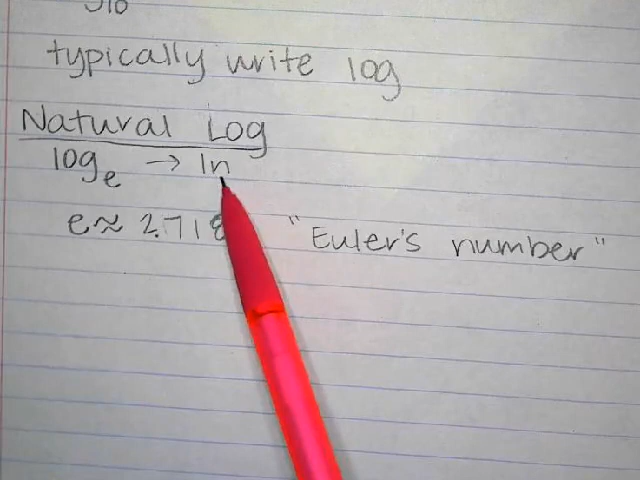 typically write log
Natural Log
logₑ → ln
e ≈ 2.718 "Euler's number"